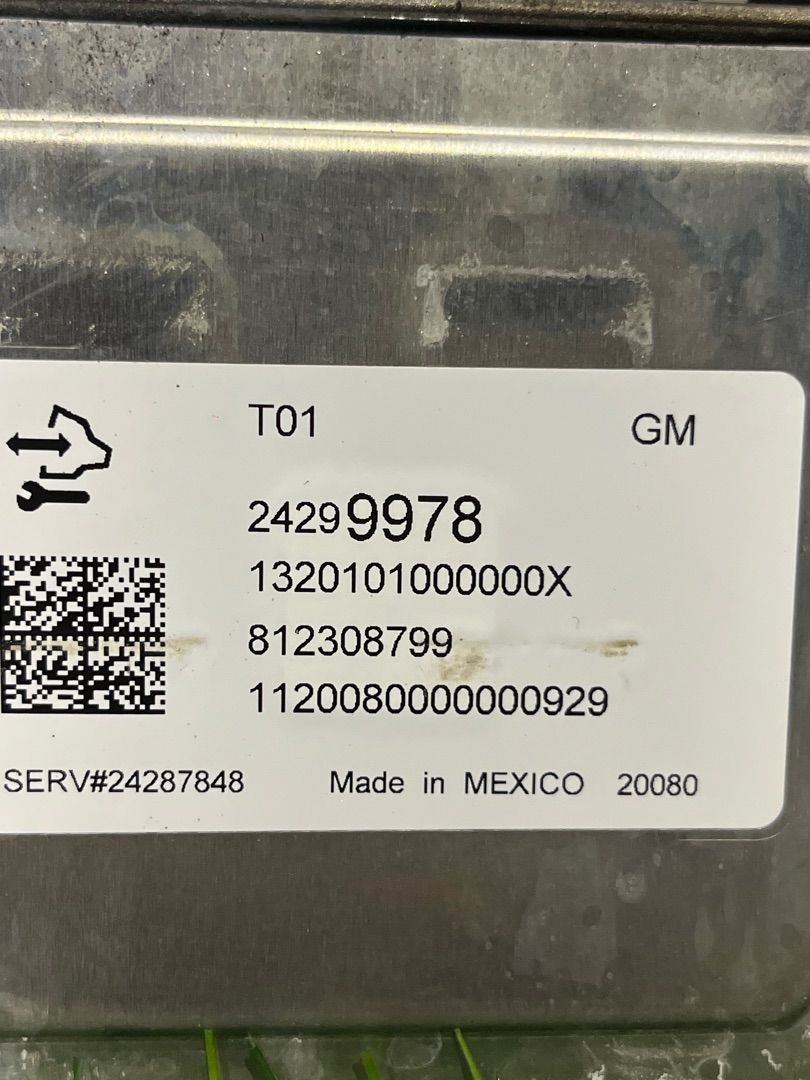 T01 GM
24299978
1320101000000X
812308799
1120080000000929
SERV#24287848 Made in MEXICO 20080